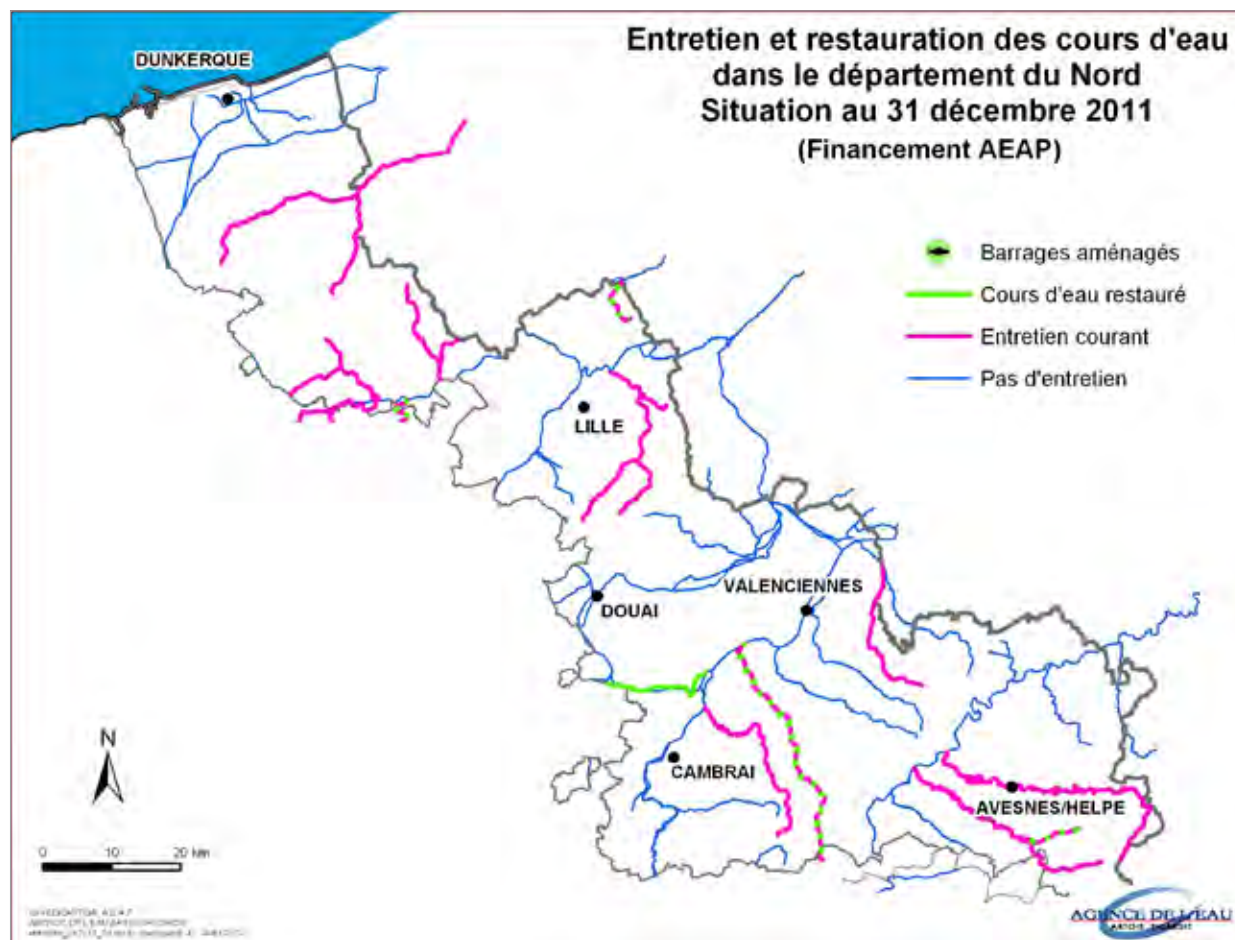 Entretien et restauration des cours d'eau
dans le département du Nord
Situation au 31 décembre 2011
(Financement AEAP)
DUNKERQUE
Barrages aménagés
Cours d'eau restauré
Entretien courant
Pas d'entretien
LILLE
VALENCIENNES
DOUAI
CAMBRAI
AVESNES/HELPE
N
0 10 20 km
AGENCE DE L'EAU
ARTOIS - PICARDIE